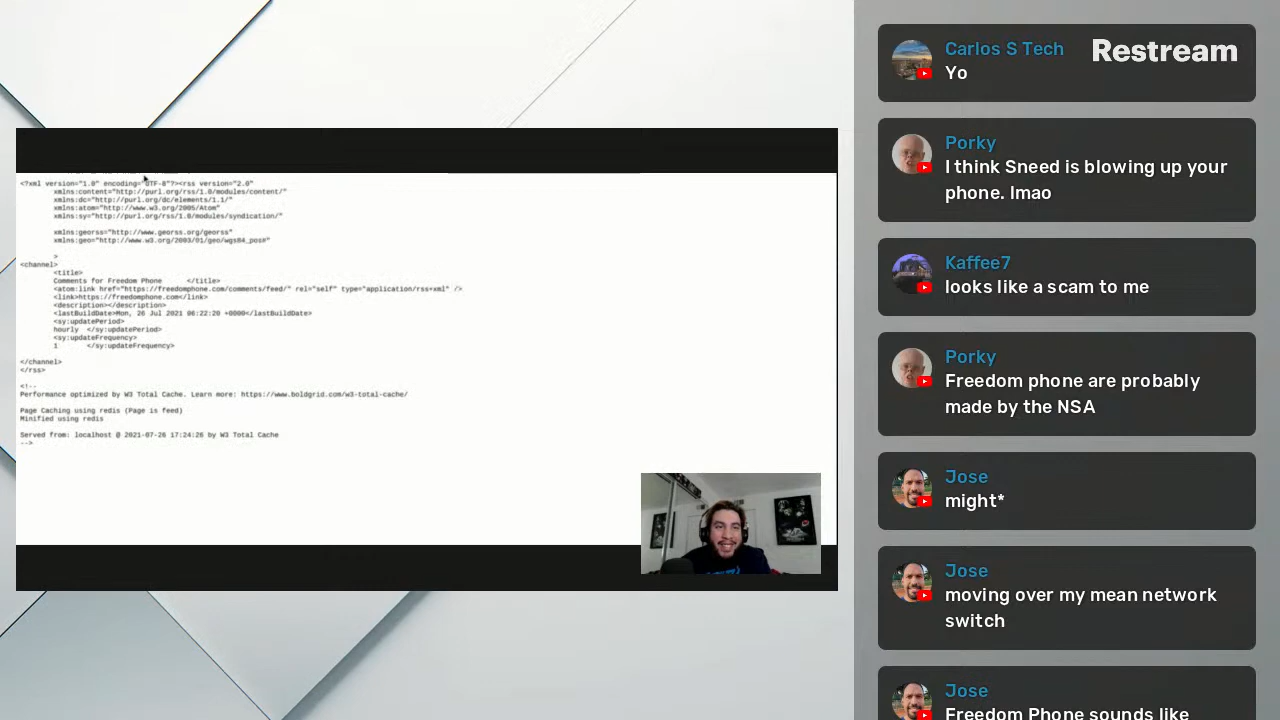 <?xml version="1.0" encoding="UTF-8"?><rss version="2.0"
xmlns:content="http://purl.org/rss/1.0/modules/content/"
xmlns:dc="http://purl.org/dc/elements/1.1/"
xmlns:atom="http://www.w3.org/2005/Atom"
xmlns:sy="http://purl.org/rss/1.0/modules/syndication/"
xmlns:georss="http://www.georss.org/georss"
xmlns:geo="http://www.w3.org/2003/01/geo/wgs84_pos#"
>
<channel>
<title>
Comments for Freedom Phone </title>
<atom:link href="https://freedomphone.com/comments/feed/" rel="self" type="application/rss+xml" />
<link>https://freedomphone.com</link>
<description></description>
<lastBuildDate>Mon, 26 Jul 2021 06:22:20 +0000</lastBuildDate>
<sy:updatePeriod>
hourly </sy:updatePeriod>
<sy:updateFrequency>
1 </sy:updateFrequency>
</channel>
</rss>
<!--
Performance optimized by W3 Total Cache. Learn more: https://www.boldgrid.com/w3-total-cache/
Page Caching using redis (Page is feed)
Minified using redis
Served from: localhost @ 2021-07-26 17:24:26 by W3 Total Cache
-->
Restream
Carlos S Tech
Yo
Porky
I think Sneed is blowing up your
phone. lmao
Kaffee7
looks like a scam to me
Porky
Freedom phone are probably
made by the NSA
Jose
might*
Jose
moving over my mean network
switch
Jose
Freedom Phone sounds like